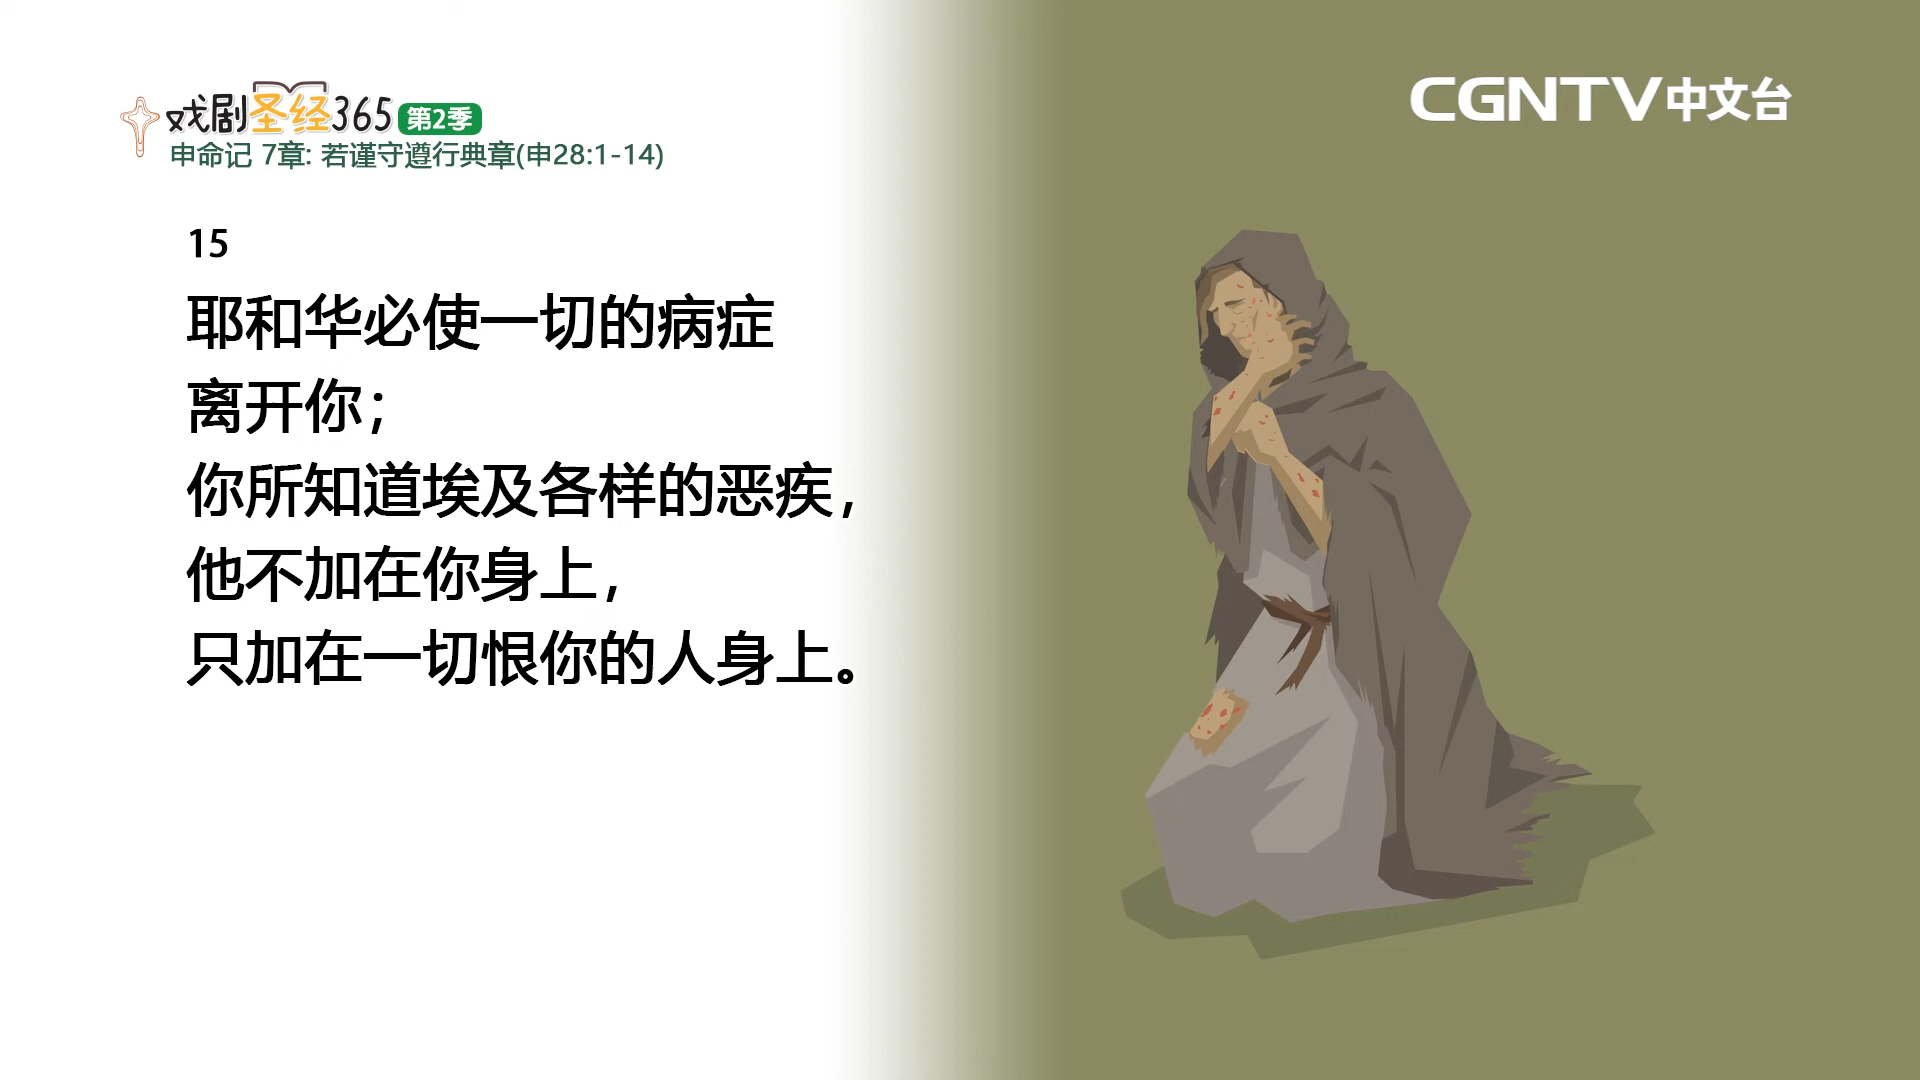 戏剧圣经365 第2季
CGNTV中文台
申命记 7章: 若谨守遵行典章(申28:1-14)
15
耶和华必使一切的病症
离开你；
你所知道埃及各样的恶疾，
他不加在你身上，
只加在一切恨你的人身上。